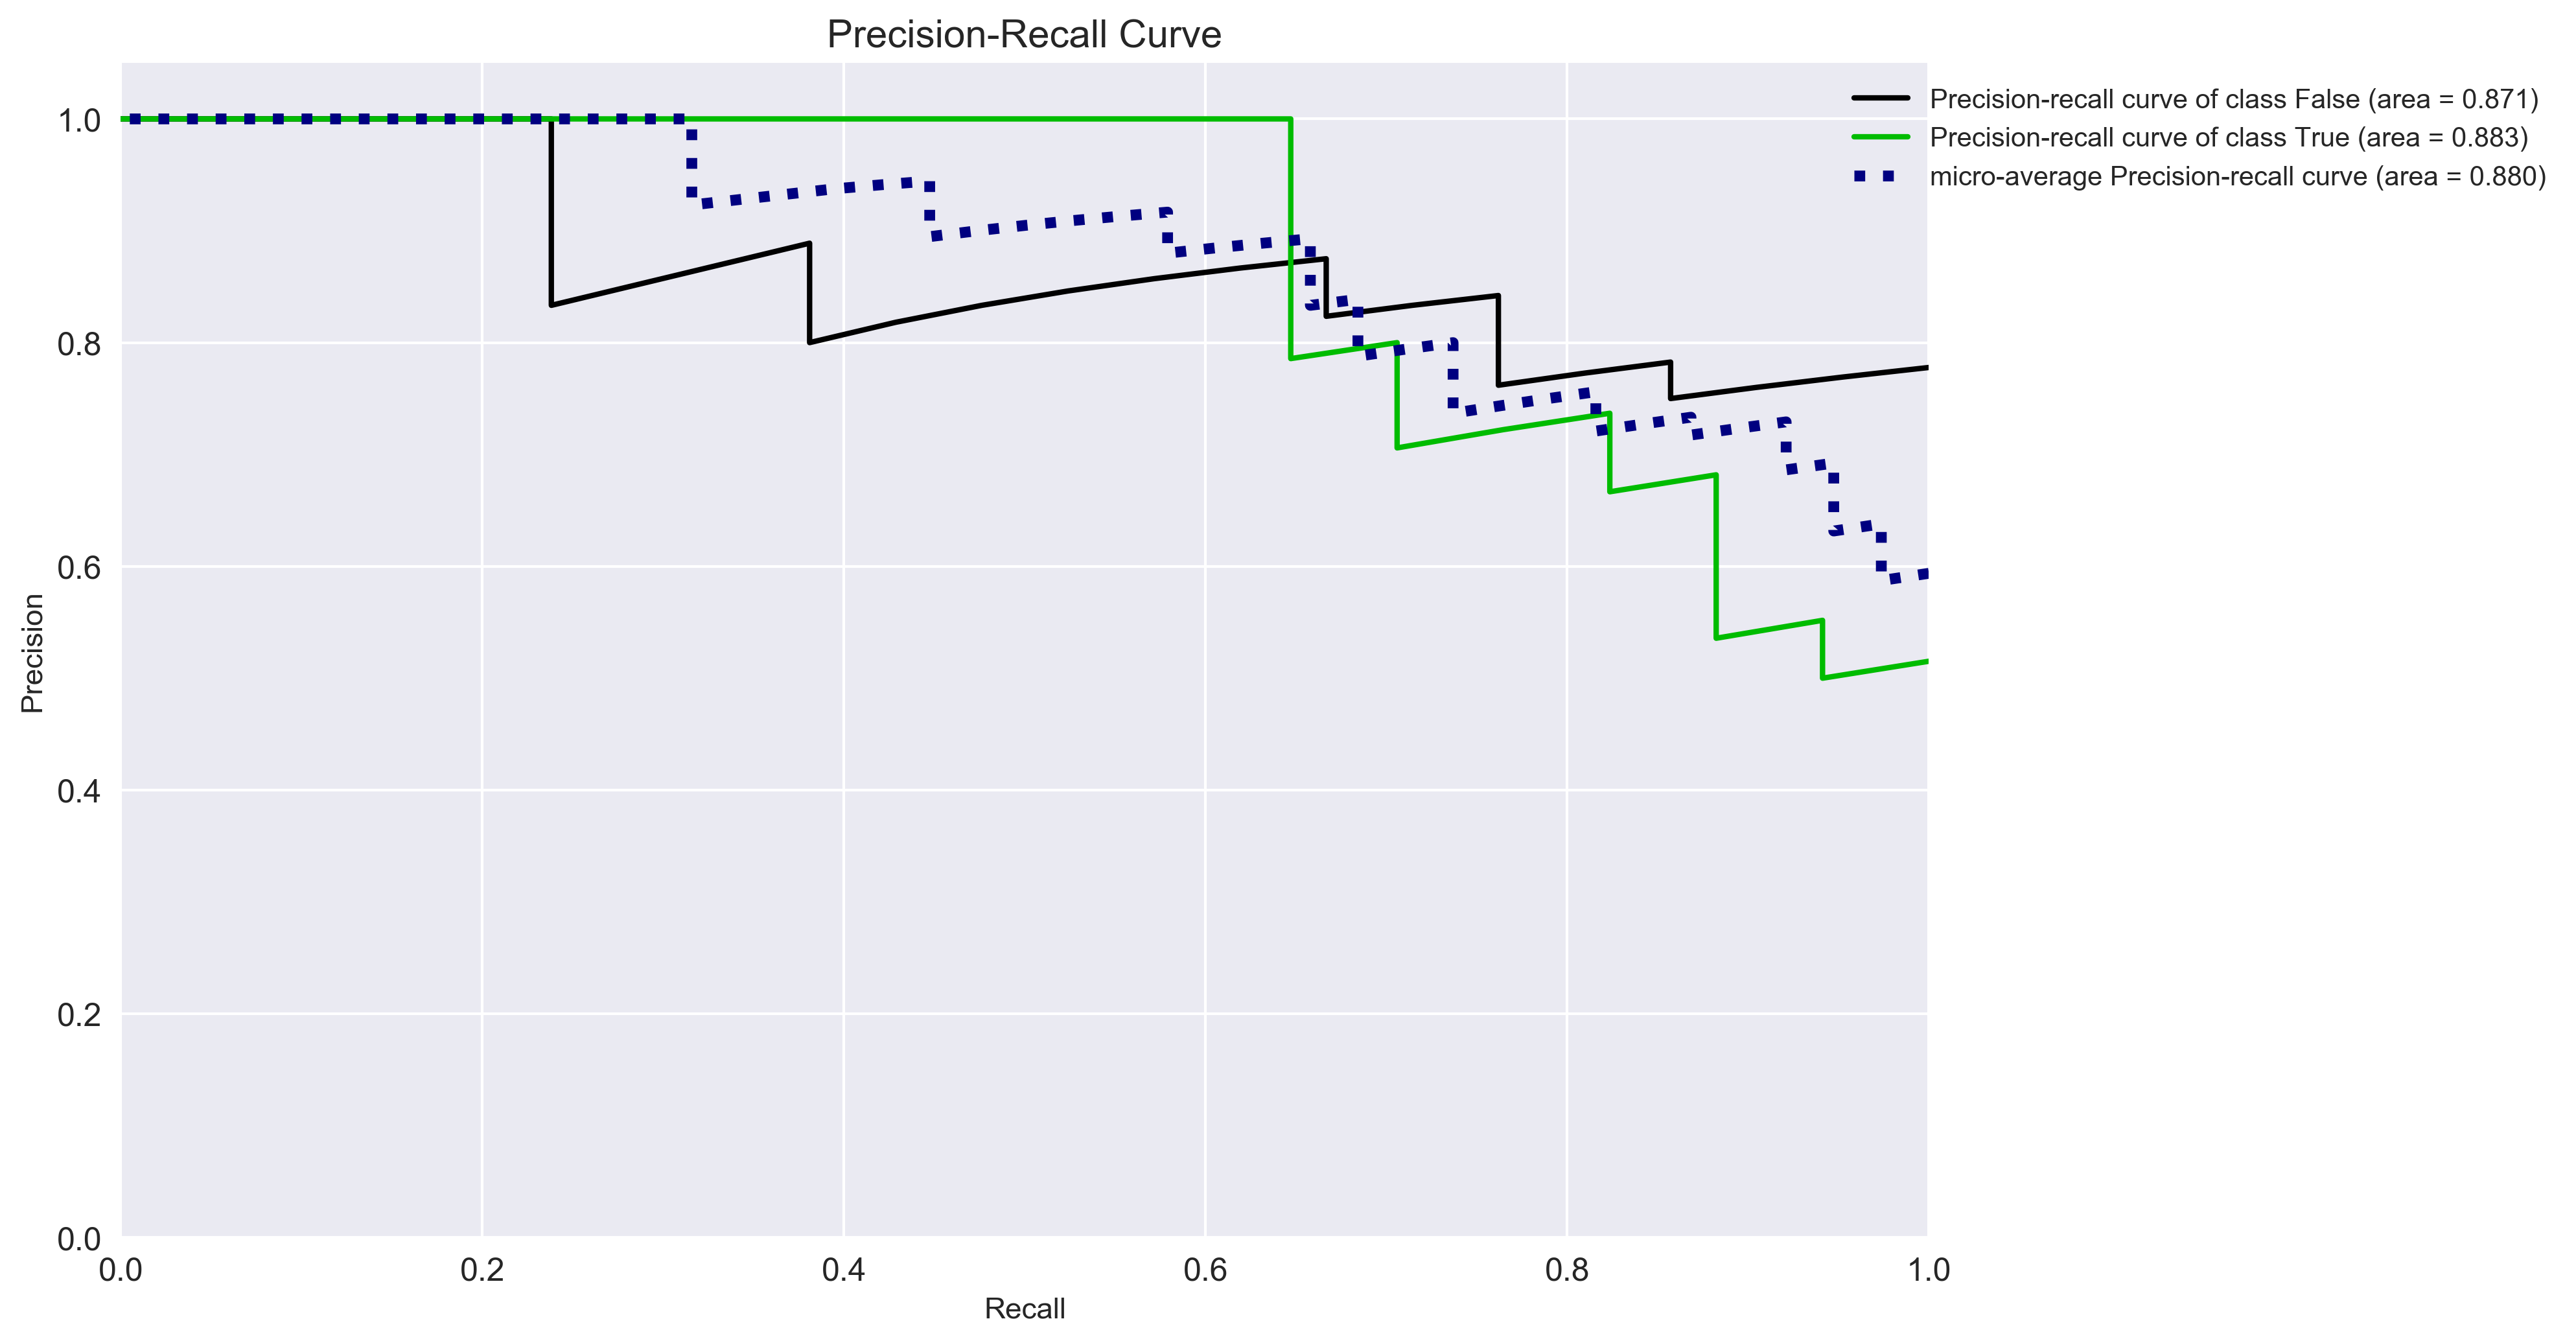 Precision-Recall Curve
Precision-recall curve of class False (area = 0.871)
Precision-recall curve of class True (area = 0.883)
micro-average Precision-recall curve (area = 0.880)
1.0
0.8
0.6
0.4
0.2
0.0
Precision
0.0 0.2 0.4 0.6 0.8 1.0
Recall